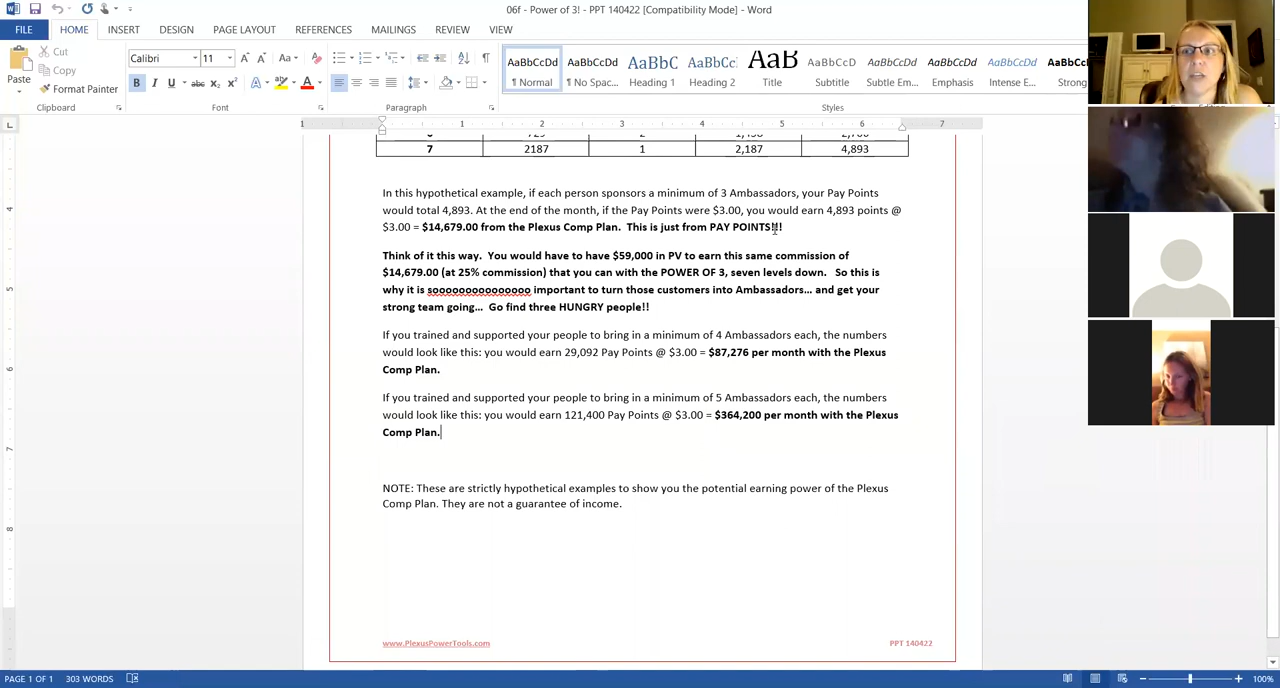 06f - Power of 3! - PPT 140422 [Compatibility Mode] - Word
FILE HOME INSERT DESIGN PAGE LAYOUT REFERENCES MAILINGS REVIEW VIEW
Paste
Cut
Copy
Format Painter
Clipboard
Calibri 11
Font
Paragraph
AaBbCcDd AaBbCcDd AaBbC AaBbCc AaB AaBbCcD AaBbCcDd AaBbCcDd AaBbCcDd
¶ Normal ¶ No Spac... Heading 1 Heading 2 Title Subtitle Subtle Em... Emphasis Intense E... Strong
Styles
1 1 2 3 4 5 6 7
7 2187 1 2,187 4,893
In this hypothetical example, if each person sponsors a minimum of 3 Ambassadors, your Pay Points
would total 4,893. At the end of the month, if the Pay Points were $3.00, you would earn 4,893 points @
$3.00 = $14,679.00 from the Plexus Comp Plan. This is just from PAY POINTS!!!
Think of it this way. You would have to have $59,000 in PV to earn this same commission of
$14,679.00 (at 25% commission) that you can with the POWER OF 3, seven levels down. So this is
why it is sooooooooooooooo important to turn those customers into Ambassadors... and get your
strong team going... Go find three HUNGRY people!!
If you trained and supported your people to bring in a minimum of 4 Ambassadors each, the numbers
would look like this: you would earn 29,092 Pay Points @ $3.00 = $87,276 per month with the Plexus
Comp Plan.
If you trained and supported your people to bring in a minimum of 5 Ambassadors each, the numbers
would look like this: you would earn 121,400 Pay Points @ $3.00 = $364,200 per month with the Plexus
Comp Plan.
NOTE: These are strictly hypothetical examples to show you the potential earning power of the Plexus
Comp Plan. They are not a guarantee of income.
www.PlexusPowerTools.com PPT 140422
PAGE 1 OF 1 303 WORDS 100%